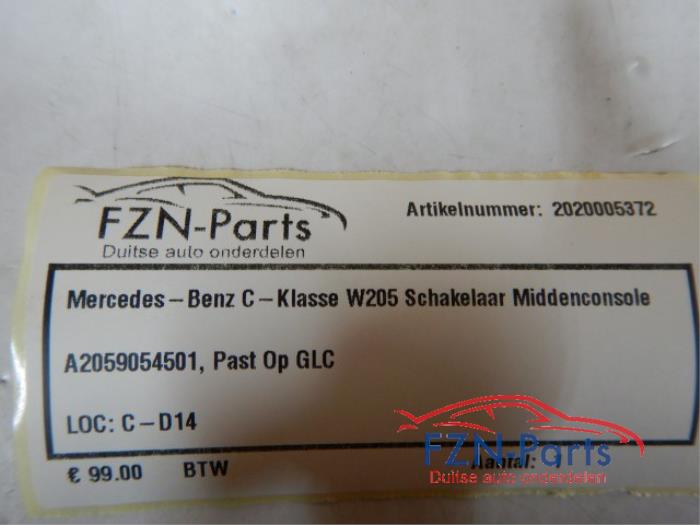 FZN-Parts
Duitse auto onderdelen
Artikelnummer: 2020005372
Mercedes-Benz C-Klasse W205 Schakelaar Middenconsole
A2059054501, Past Op GLC
LOC: C-D14
€ 99.00 BTW
Aantal:
FZN-Parts
Duitse auto onderdelen